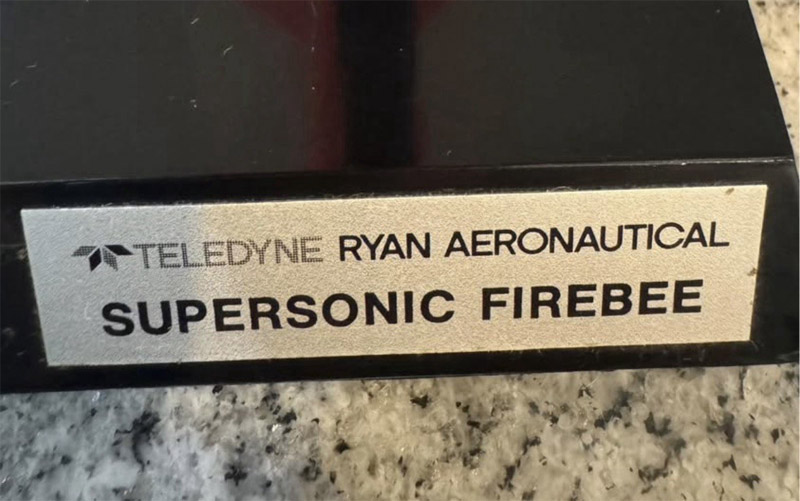 TELEDYNE RYAN AERONAUTICAL
SUPERSONIC FIREBEE